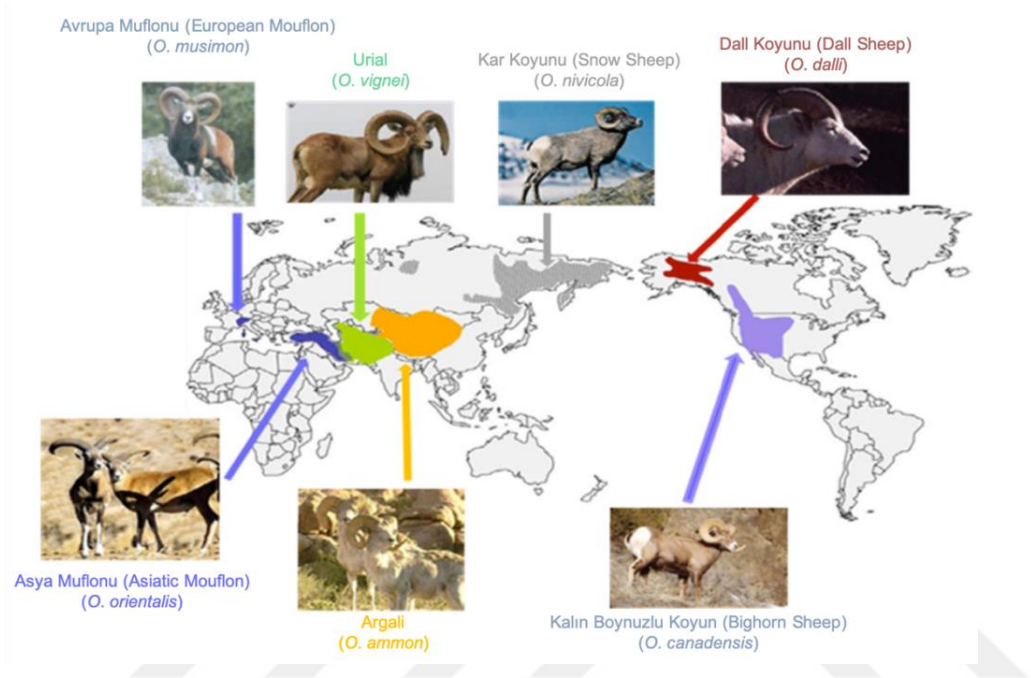 Avrupa Muflonu (European Mouflon)
(O. musimon)
Urial
(O. vignei)
Kar Koyunu (Snow Sheep)
(O. nivicola)
Dall Koyunu (Dall Sheep)
(O. dalli)
Asya Muflonu (Asiatic Mouflon)
(O. orientalis)
Argali
(O. ammon)
Kalın Boynuzlu Koyun (Bighorn Sheep)
(O. canadensis)